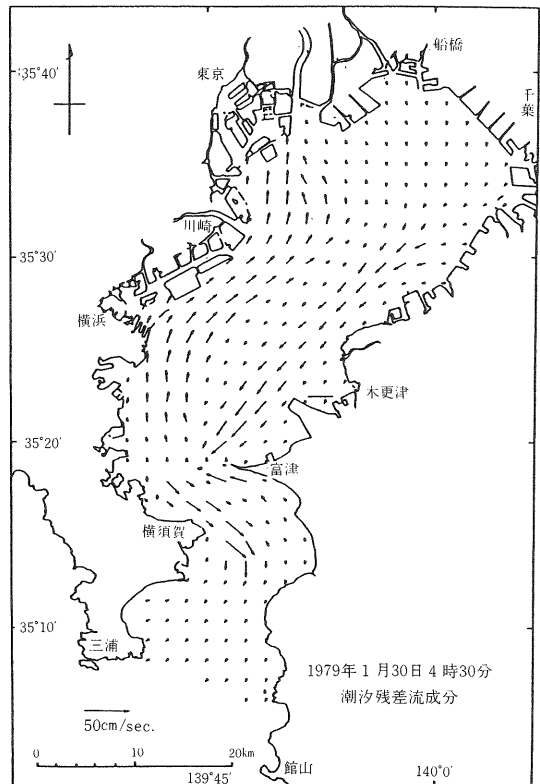 船橋
35°40′
東京
千葉
川崎
35°30′
横浜
木更津
35°20′
富津
横須賀
35°10′
三浦
1979年1月30日4時30分
潮汐残差流成分
50cm/sec.
0 10 20km
館山
139°45′
140°0′